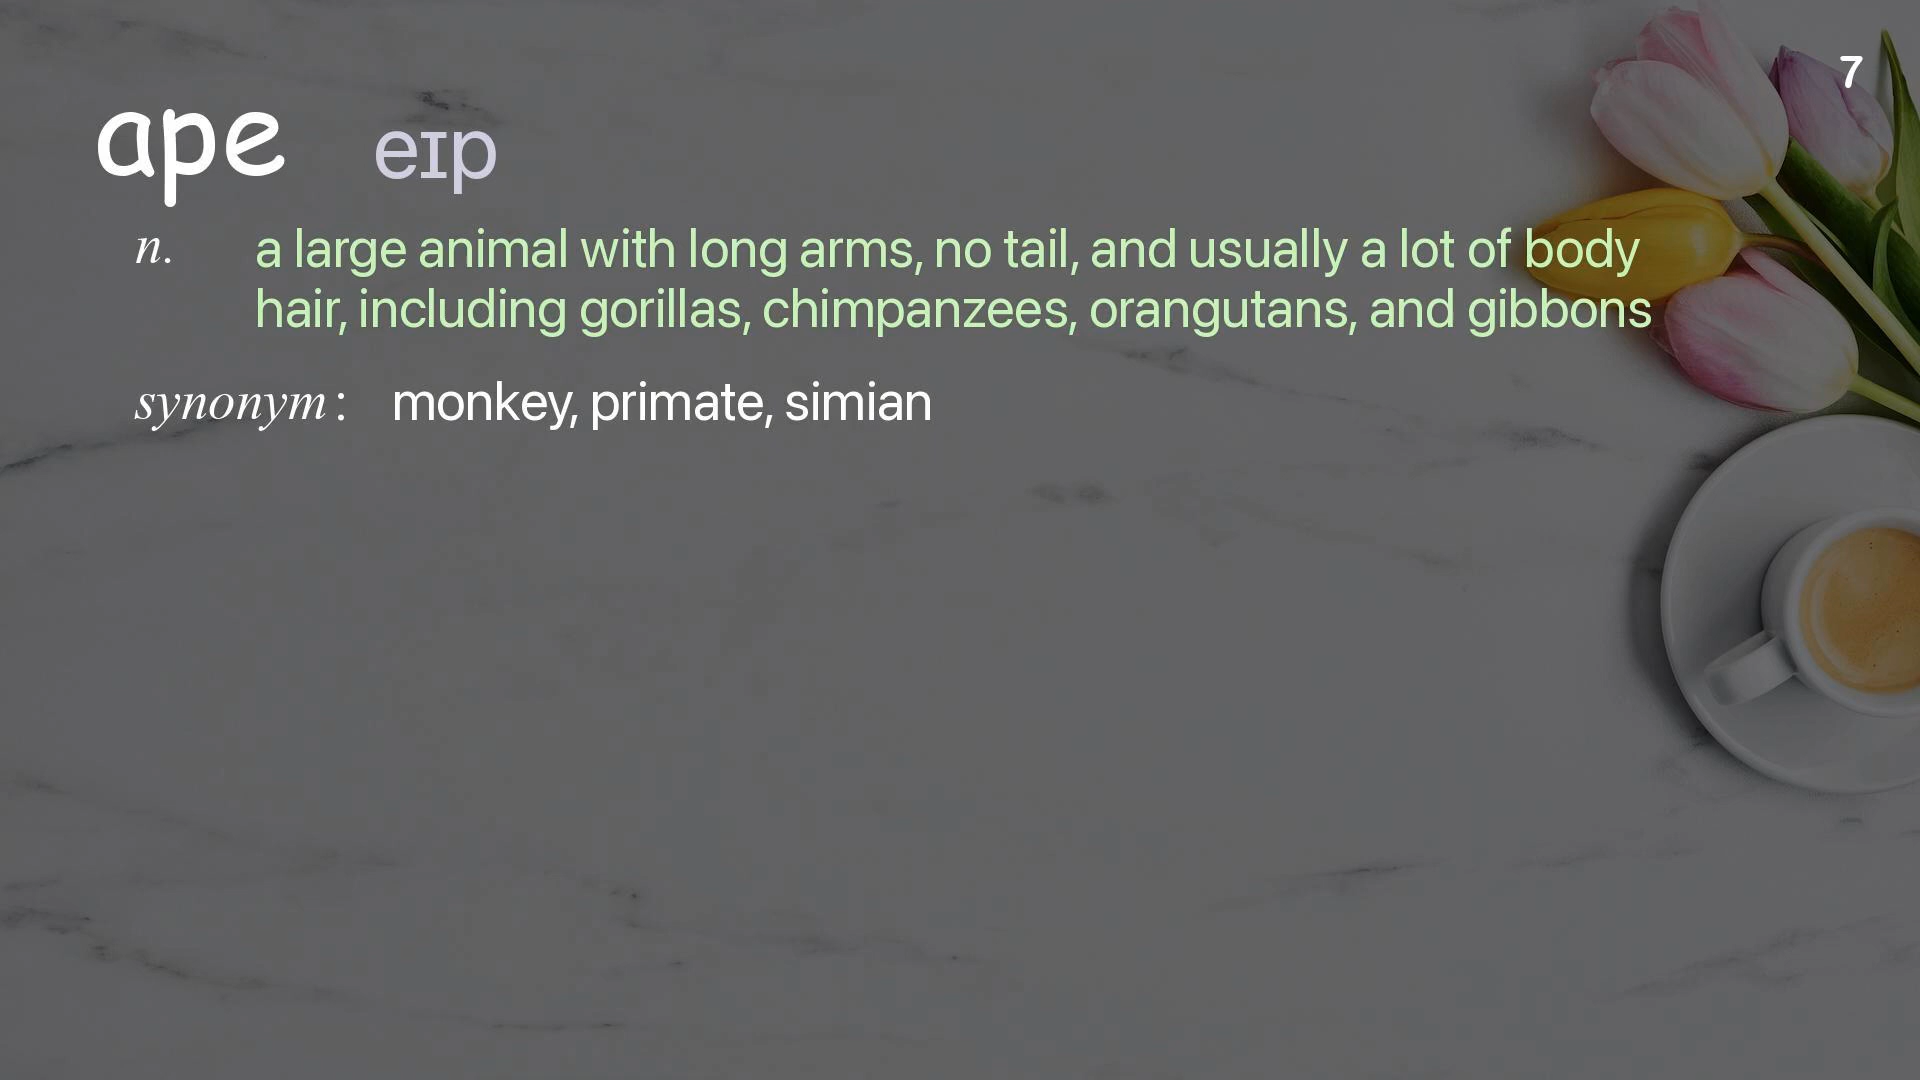 7
ape eɪp
n. a large animal with long arms, no tail, and usually a lot of body
hair, including gorillas, chimpanzees, orangutans, and gibbons
synonym : monkey, primate, simian